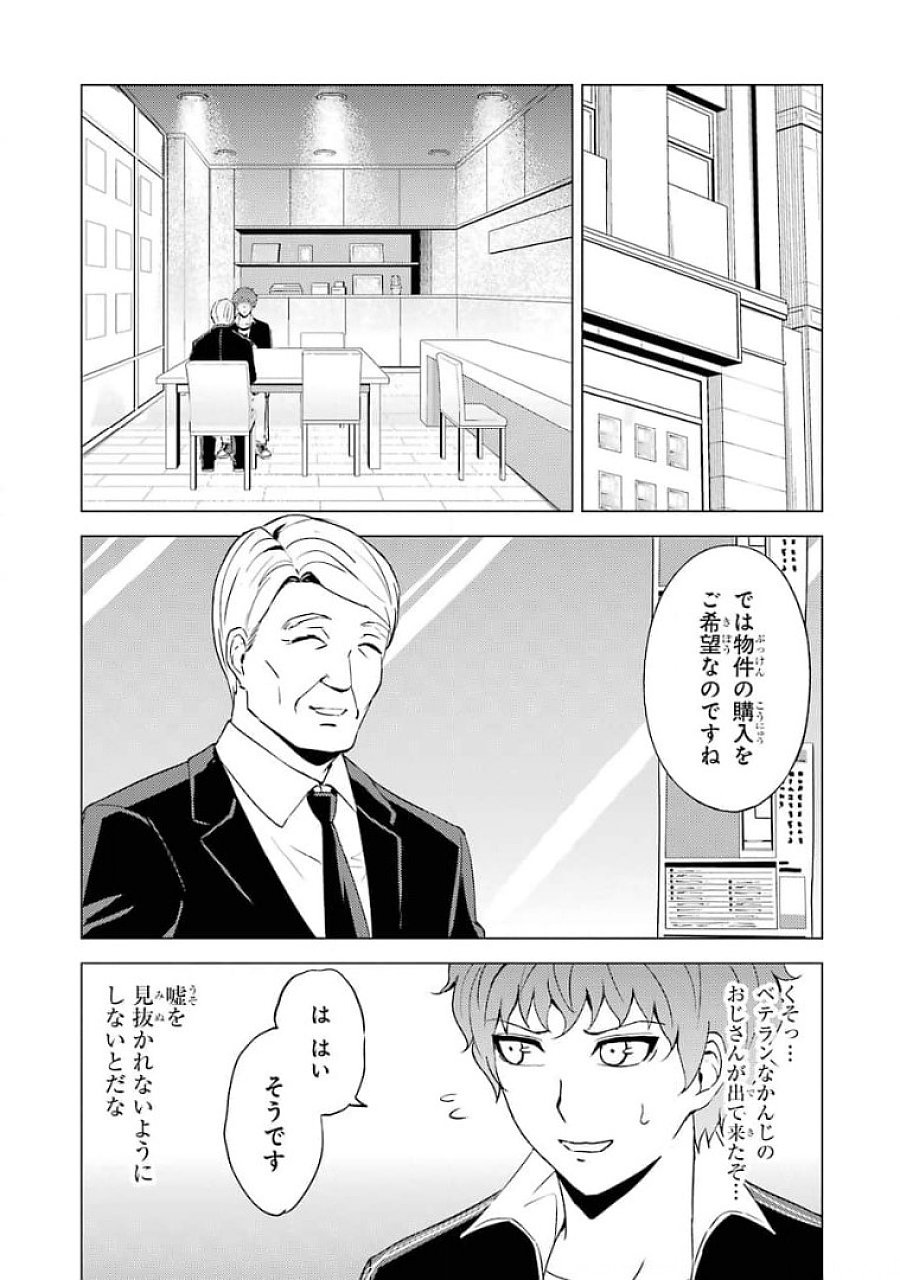 では物件の購入を
ご希望なのですね
くそっ…
ベテランなかんじの
おじさんが出て来たぞ…
は はい
そうです
嘘を
見抜かれないように
しないとだな